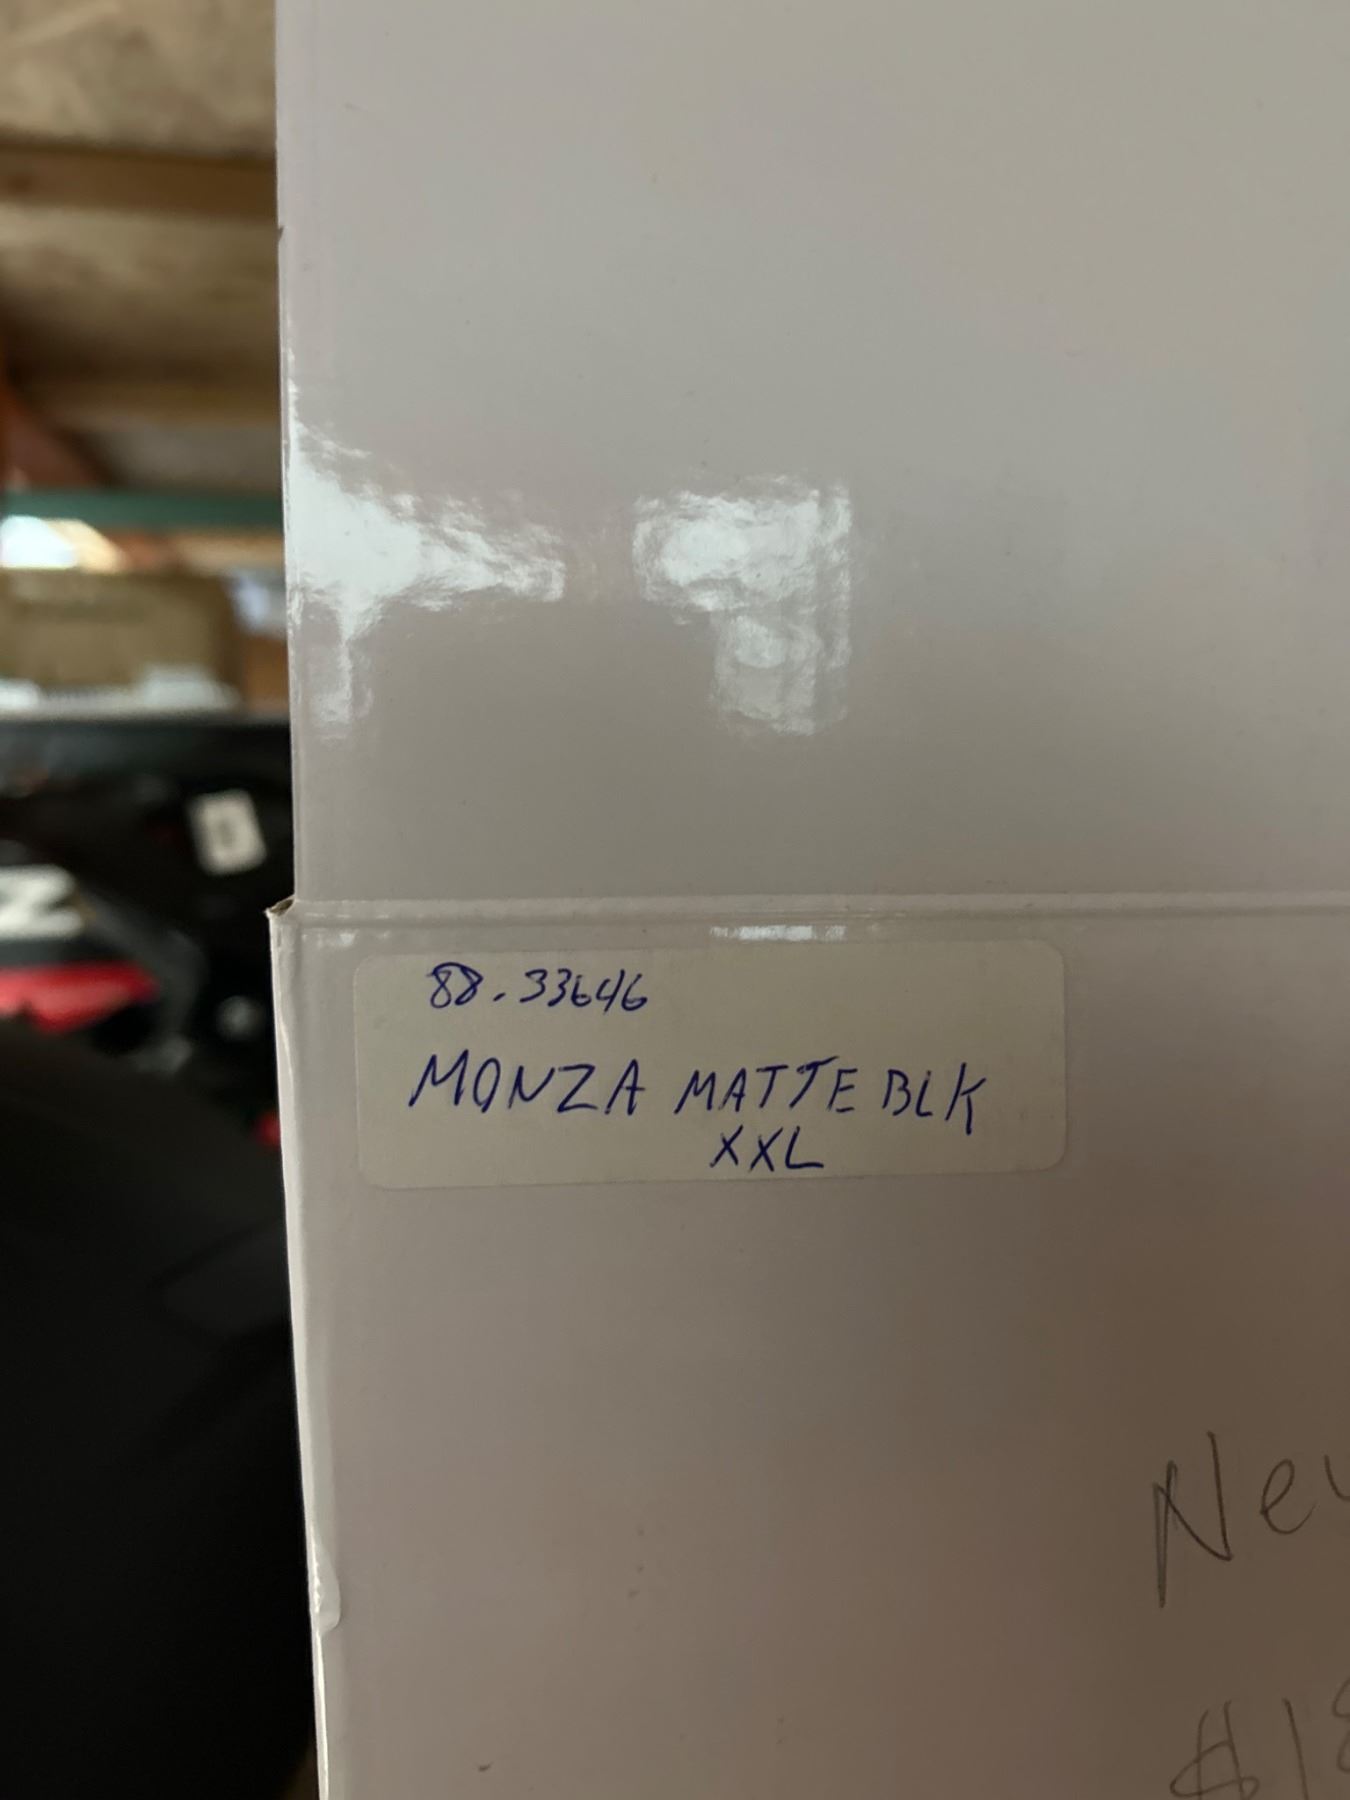 88.33646
MONZA MATTE BLK
XXL